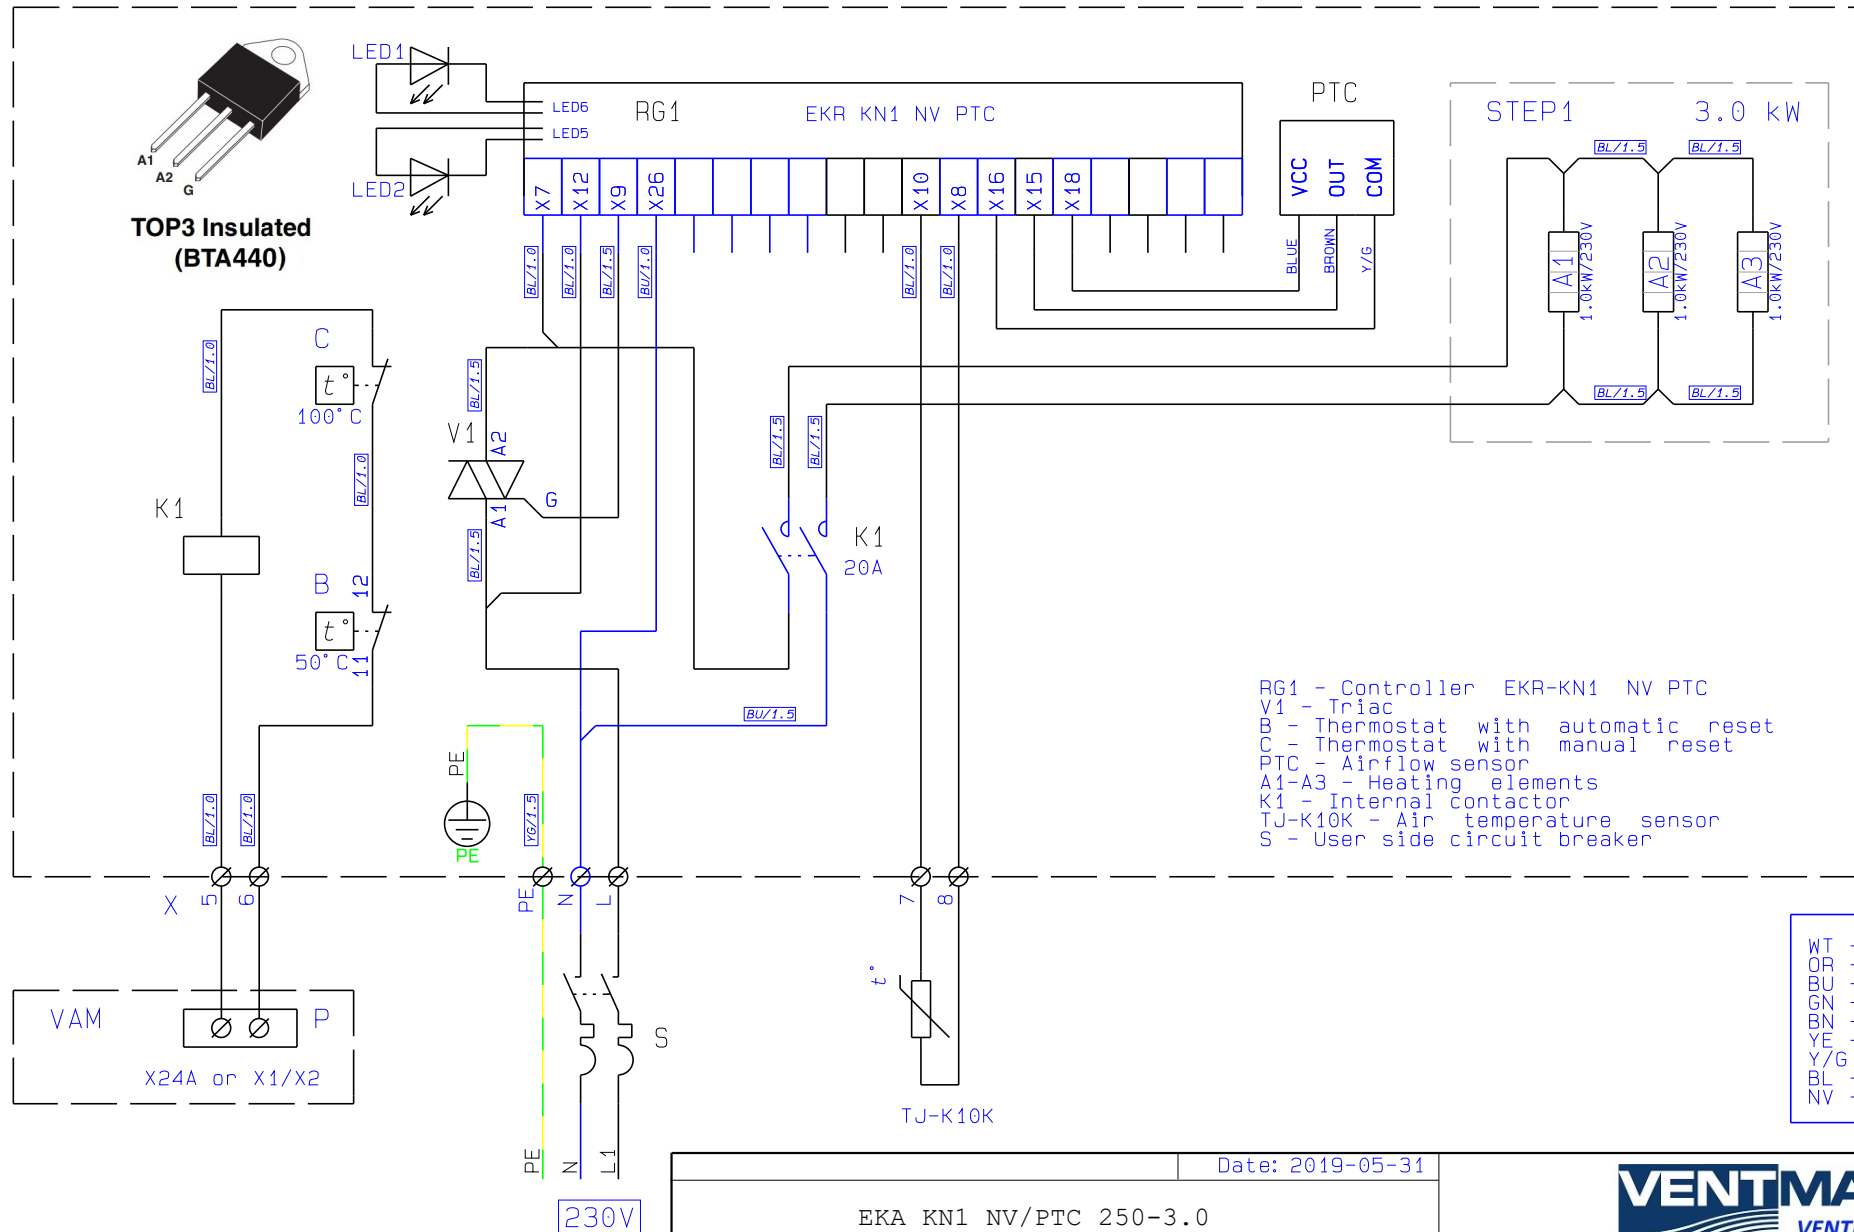 LED1
LED6
LED5
LED2
RG1
EKR KN1 NV PTC
X7
X12
X9
X26
X10
X8
X16
X15
X18
PTC
VCC
OUT
COM
BLUE
BROWN
Y/G
STEP1
3.0 kW
BL/1.5
BL/1.5
A1
1.0kW/230V
A2
1.0kW/230V
A3
1.0kW/230V
BL/1.5
BL/1.5
A1
A2
G
TOP3 Insulated
(BTA440)
BL/1.0
BL/1.0
BL/1.5
BU/1.0
BL/1.0
BL/1.0
BL/1.0
C
t°
100°C
BL/1.0
K1
B
12
t°
50°C
11
BL/1.5
V1
A2
G
A1
BL/1.5
BL/1.5
BL/1.5
K1
20A
BU/1.5
PE
PE
YG/1.5
BL/1.0
BL/1.0
RG1 - Controller EKR-KN1 NV PTC
V1 - Triac
B - Thermostat with automatic reset
C - Thermostat with manual reset
PTC - Airflow sensor
A1-A3 - Heating elements
K1 - Internal contactor
TJ-K10K - Air temperature sensor
S - User side circuit breaker
X
5
6
PE
N
L
7
8
VAM
P
X24A or X1/X2
S
t°
TJ-K10K
WT -
OR -
BU -
GN -
BN -
YE -
Y/G
BL -
NV -
PE
N
L1
230V
Date: 2019-05-31
EKA KN1 NV/PTC 250-3.0
VENTMA
VENT